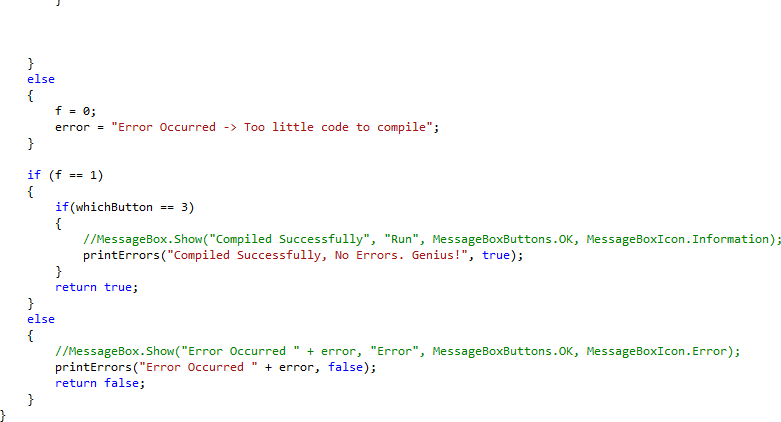 }
}
else
{
f = 0;
error = "Error Occurred -> Too little code to compile";
}
if (f == 1)
{
if(whichButton == 3)
{
//MessageBox.Show("Compiled Successfully", "Run", MessageBoxButtons.OK, MessageBoxIcon.Information);
printErrors("Compiled Successfully, No Errors. Genius!", true);
}
return true;
}
else
{
//MessageBox.Show("Error Occurred " + error, "Error", MessageBoxButtons.OK, MessageBoxIcon.Error);
printErrors("Error Occurred " + error, false);
return false;
}
}